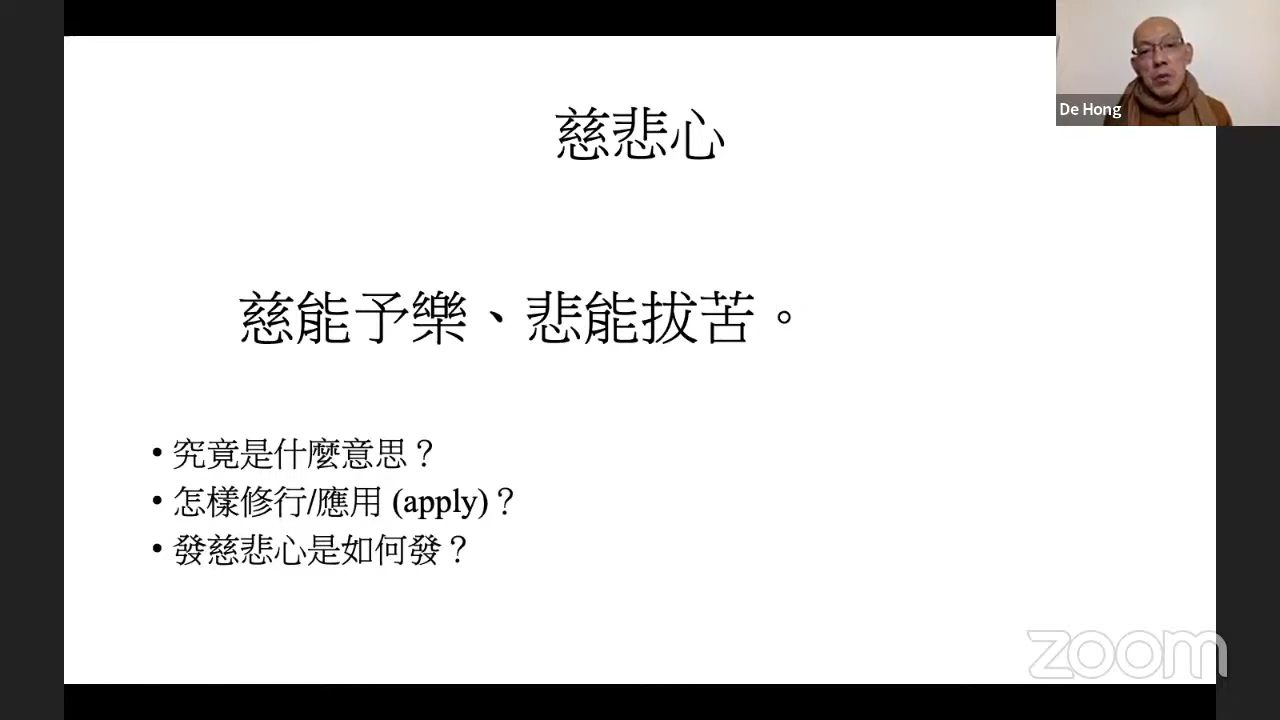 De Hong
慈悲心
慈能予樂、悲能拔苦。
• 究竟是什麼意思？
• 怎樣修行/應用 (apply)？
• 發慈悲心是如何發？
zoom